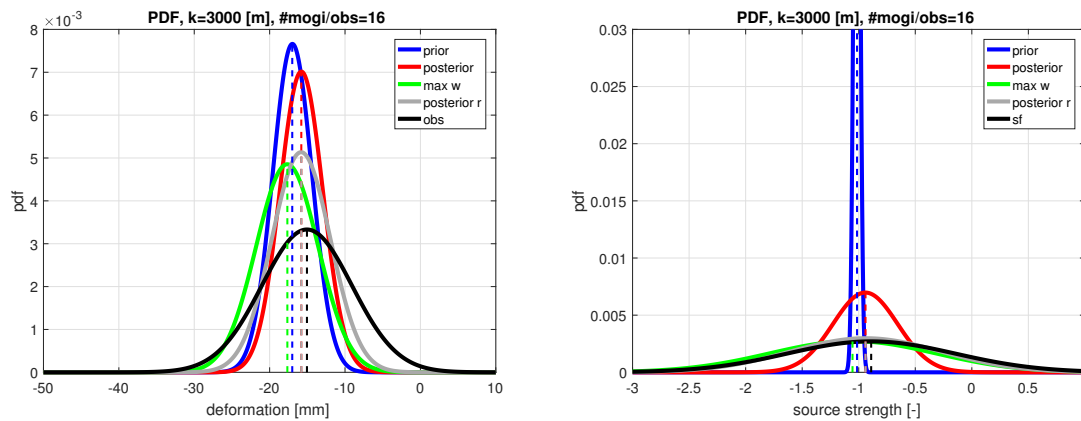 PDF, k=3000 [m], #mogi/obs=16
×10⁻³
8
7
6
5
4
3
2
1
0
pdf
-50
-40
-30
-20
-10
0
10
deformation [mm]
prior
posterior
max w
posterior r
obs
PDF, k=3000 [m], #mogi/obs=16
0.03
0.025
0.02
0.015
0.01
0.005
0
pdf
-3
-2.5
-2
-1.5
-1
-0.5
0
0.5
source strength [-]
prior
posterior
max w
posterior r
sf